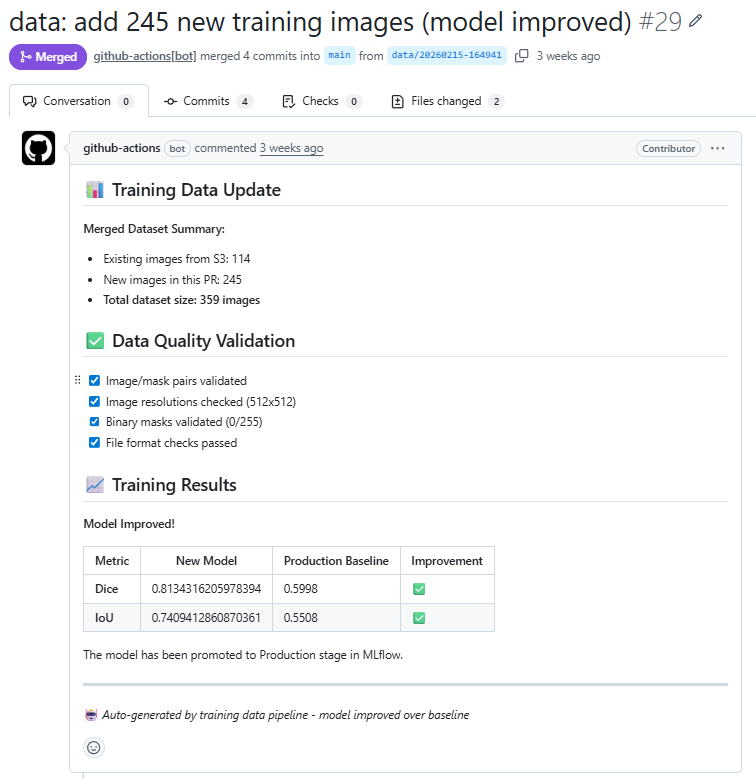 data: add 245 new training images (model improved) #29
Merged github-actions[bot] merged 4 commits into main from data/20260215-164941 3 weeks ago
Conversation 0 Commits 4 Checks 0 Files changed 2
github-actions bot commented 3 weeks ago Contributor ...
Training Data Update
Merged Dataset Summary:
Existing images from S3: 114
New images in this PR: 245
Total dataset size: 359 images
Data Quality Validation
Image/mask pairs validated
Image resolutions checked (512x512)
Binary masks validated (0/255)
File format checks passed
Training Results
Model Improved!
Metric New Model Production Baseline Improvement
Dice 0.8134316205978394 0.5998 ✅
IoU 0.7409412860870361 0.5508 ✅
The model has been promoted to Production stage in MLflow.
Auto-generated by training data pipeline - model improved over baseline